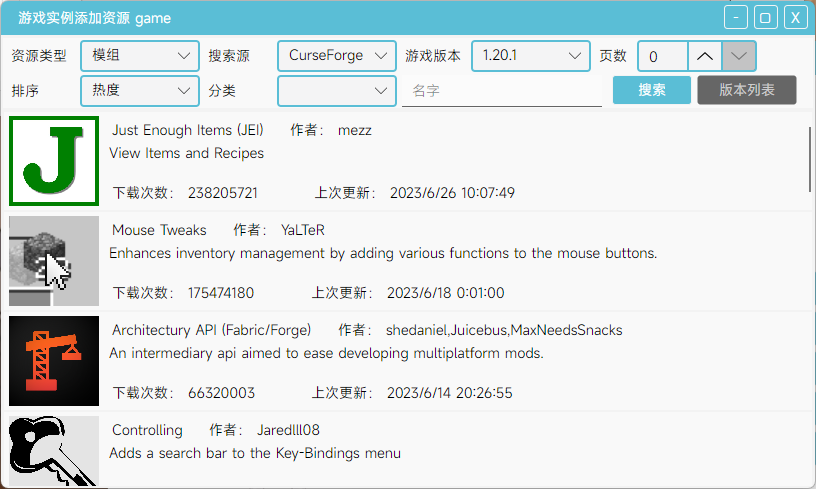 游戏实例添加资源 game
资源类型 模组 搜索源 CurseForge 游戏版本 1.20.1 页数 0
排序 热度 分类 名字 搜索 版本列表
J
Just Enough Items (JEI) 作者： mezz
View Items and Recipes
下载次数： 238205721 上次更新： 2023/6/26 10:07:49
Mouse Tweaks 作者： YaLTeR
Enhances inventory management by adding various functions to the mouse buttons.
下载次数： 175474180 上次更新： 2023/6/18 0:01:00
Architectury API (Fabric/Forge) 作者： shedaniel,Juicebus,MaxNeedsSnacks
An intermediary api aimed to ease developing multiplatform mods.
下载次数： 66320003 上次更新： 2023/6/14 20:26:55
Controlling 作者： Jaredlll08
Adds a search bar to the Key-Bindings menu